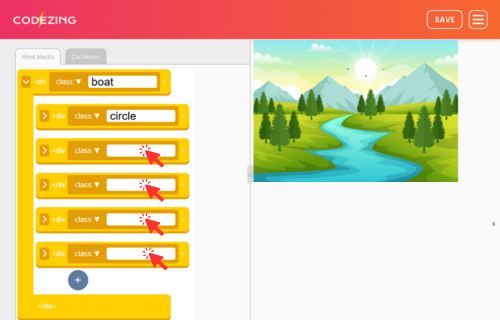 CODEZING
SAVE
Html blocks
Css blocks
<div class ▼ boat >
<div class ▼ circle >
<div class ▼ >
<div class ▼ >
<div class ▼ >
<div class ▼ >
+
</div>
x